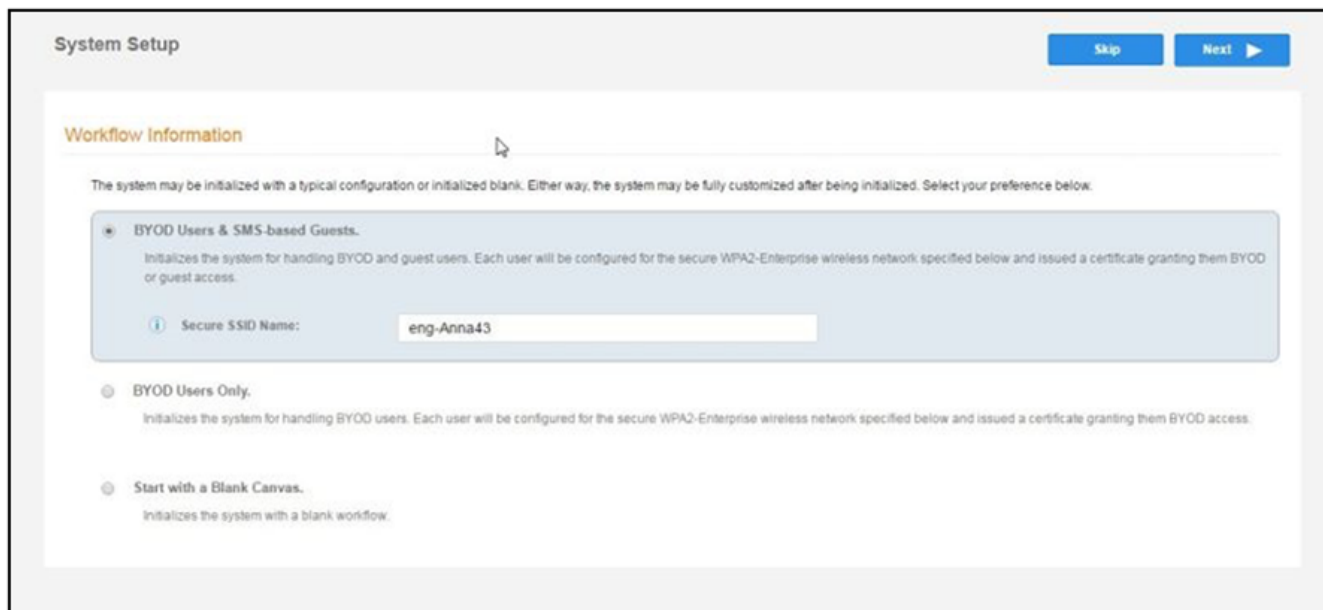 System Setup
Skip
Next
Workflow Information
The system may be initialized with a typical configuration or initialized blank. Either way, the system may be fully customized after being initialized. Select your preference below.
BYOD Users & SMS-based Guests.
Initializes the system for handling BYOD and guest users. Each user will be configured for the secure WPA2-Enterprise wireless network specified below and issued a certificate granting them BYOD
or guest access.
Secure SSID Name:
eng-Anna43
BYOD Users Only.
Initializes the system for handling BYOD users. Each user will be configured for the secure WPA2-Enterprise wireless network specified below and issued a certificate granting them BYOD access.
Start with a Blank Canvas.
Initializes the system with a blank workflow.